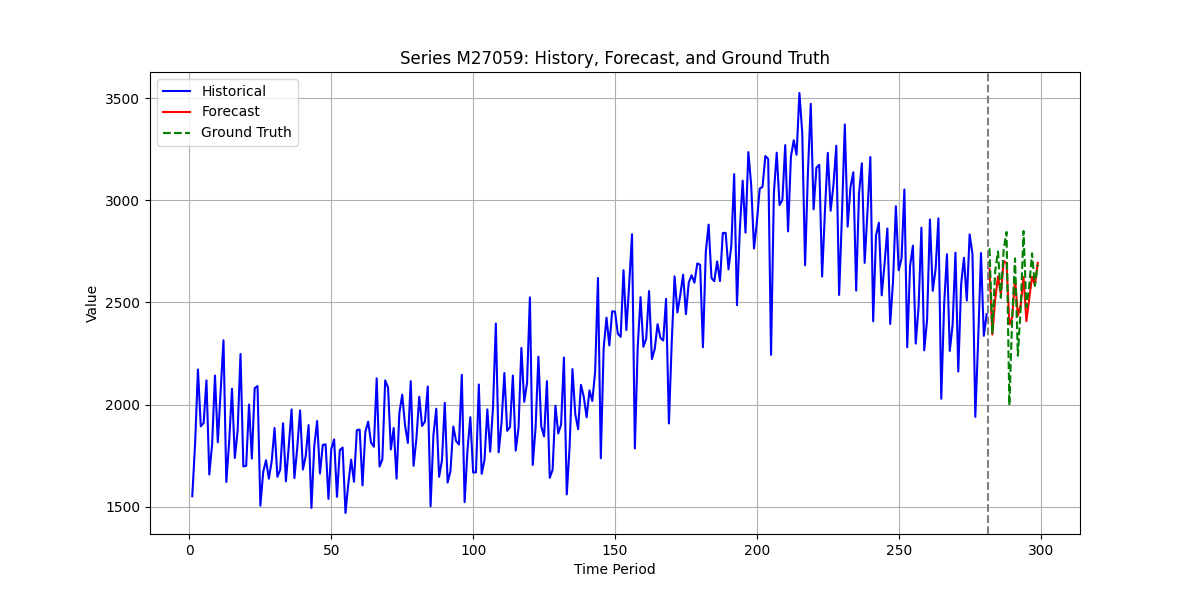 Series M27059: History, Forecast, and Ground Truth
Historical
Forecast
Ground Truth
Value
3500
3000
2500
2000
1500
0 50 100 150 200 250 300
Time Period